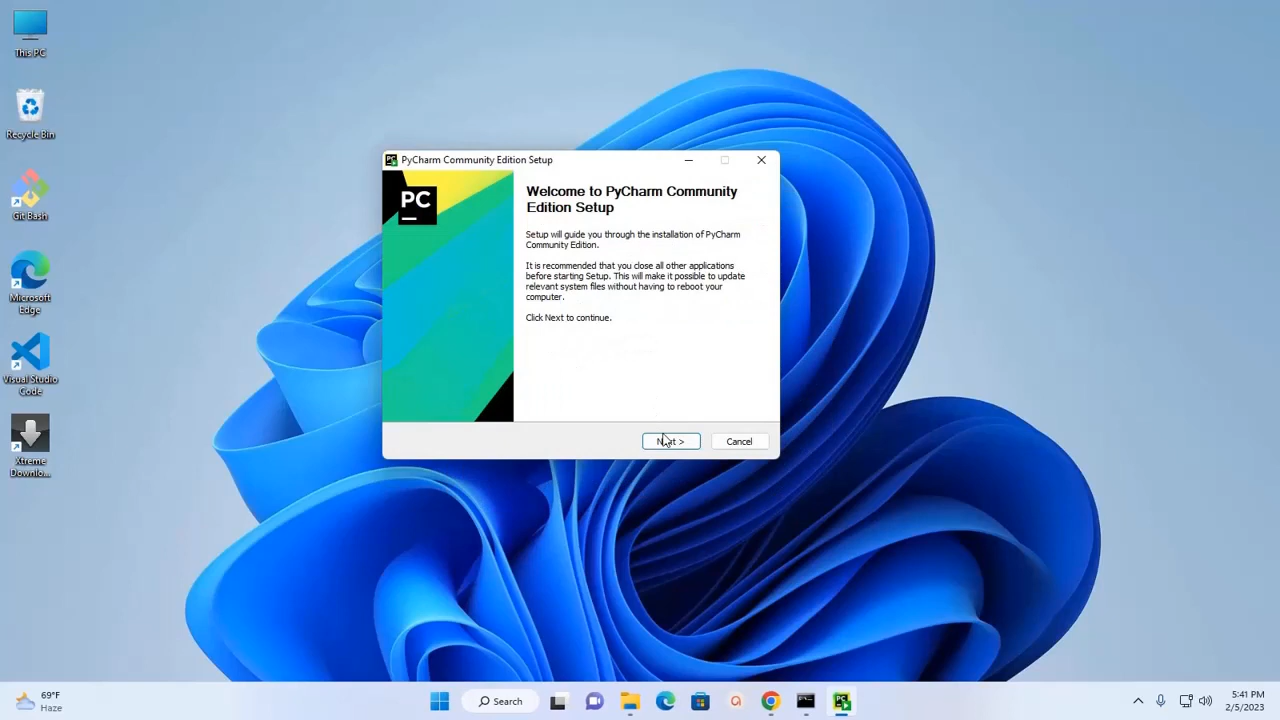 This PC
Recycle Bin
Git Bash
Microsoft
Edge
Visual Studio
Code
Xtreme
Downlo...
PyCharm Community Edition Setup
PC
Welcome to PyCharm Community
Edition Setup
Setup will guide you through the installation of PyCharm
Community Edition.
It is recommended that you close all other applications
before starting Setup. This will make it possible to update
relevant system files without having to reboot your
computer.
Click Next to continue.
Next >
Cancel
69°F
Haze
Search
5:41 PM
2/5/2023